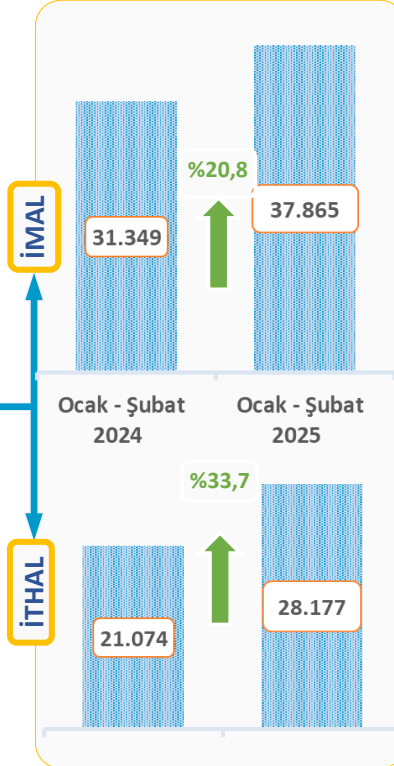 İMAL
%20,8
31.349
37.865
Ocak - Şubat
2024
Ocak - Şubat
2025
İTHAL
%33,7
21.074
28.177